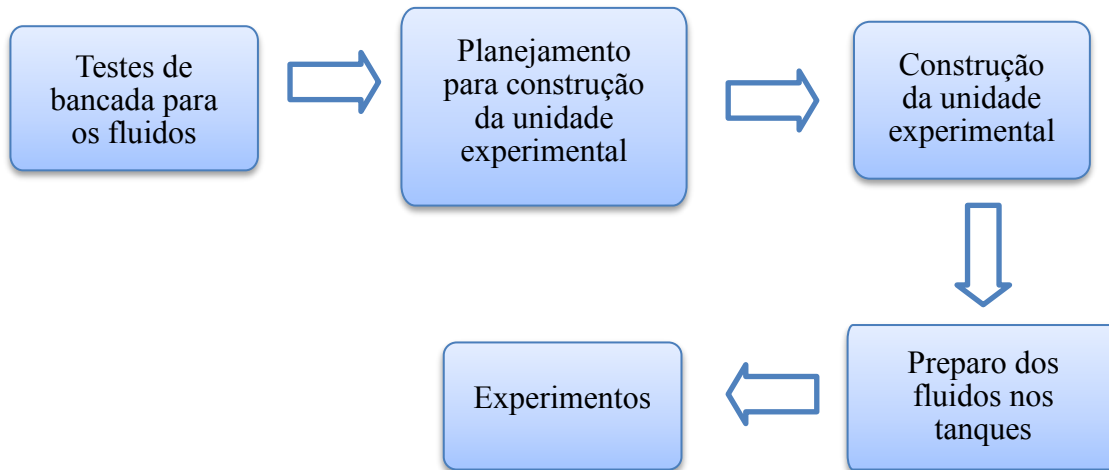 Testes de
bancada para
os fluidos
Planejamento
para construção
da unidade
experimental
Construção
da unidade
experimental
Preparo dos
fluidos nos
tanques
Experimentos